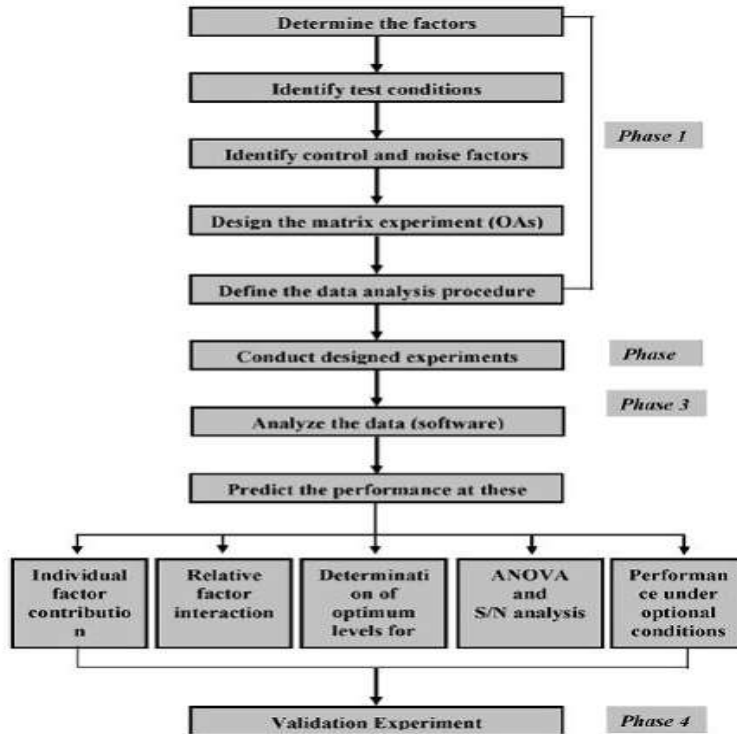 Determine the factors
Identify test conditions
Phase 1
Identify control and noise factors
Design the matrix experiment (OAs)
Define the data analysis procedure
Conduct designed experiments
Phase
Phase 3
Analyze the data (software)
Predict the performance at these
Individual
factor
contributio
n
Relative
factor
interaction
Determinati
on of
optimum
levels for
ANOVA
and
S/N analysis
Performan
ce under
optional
conditions
Validation Experiment
Phase 4